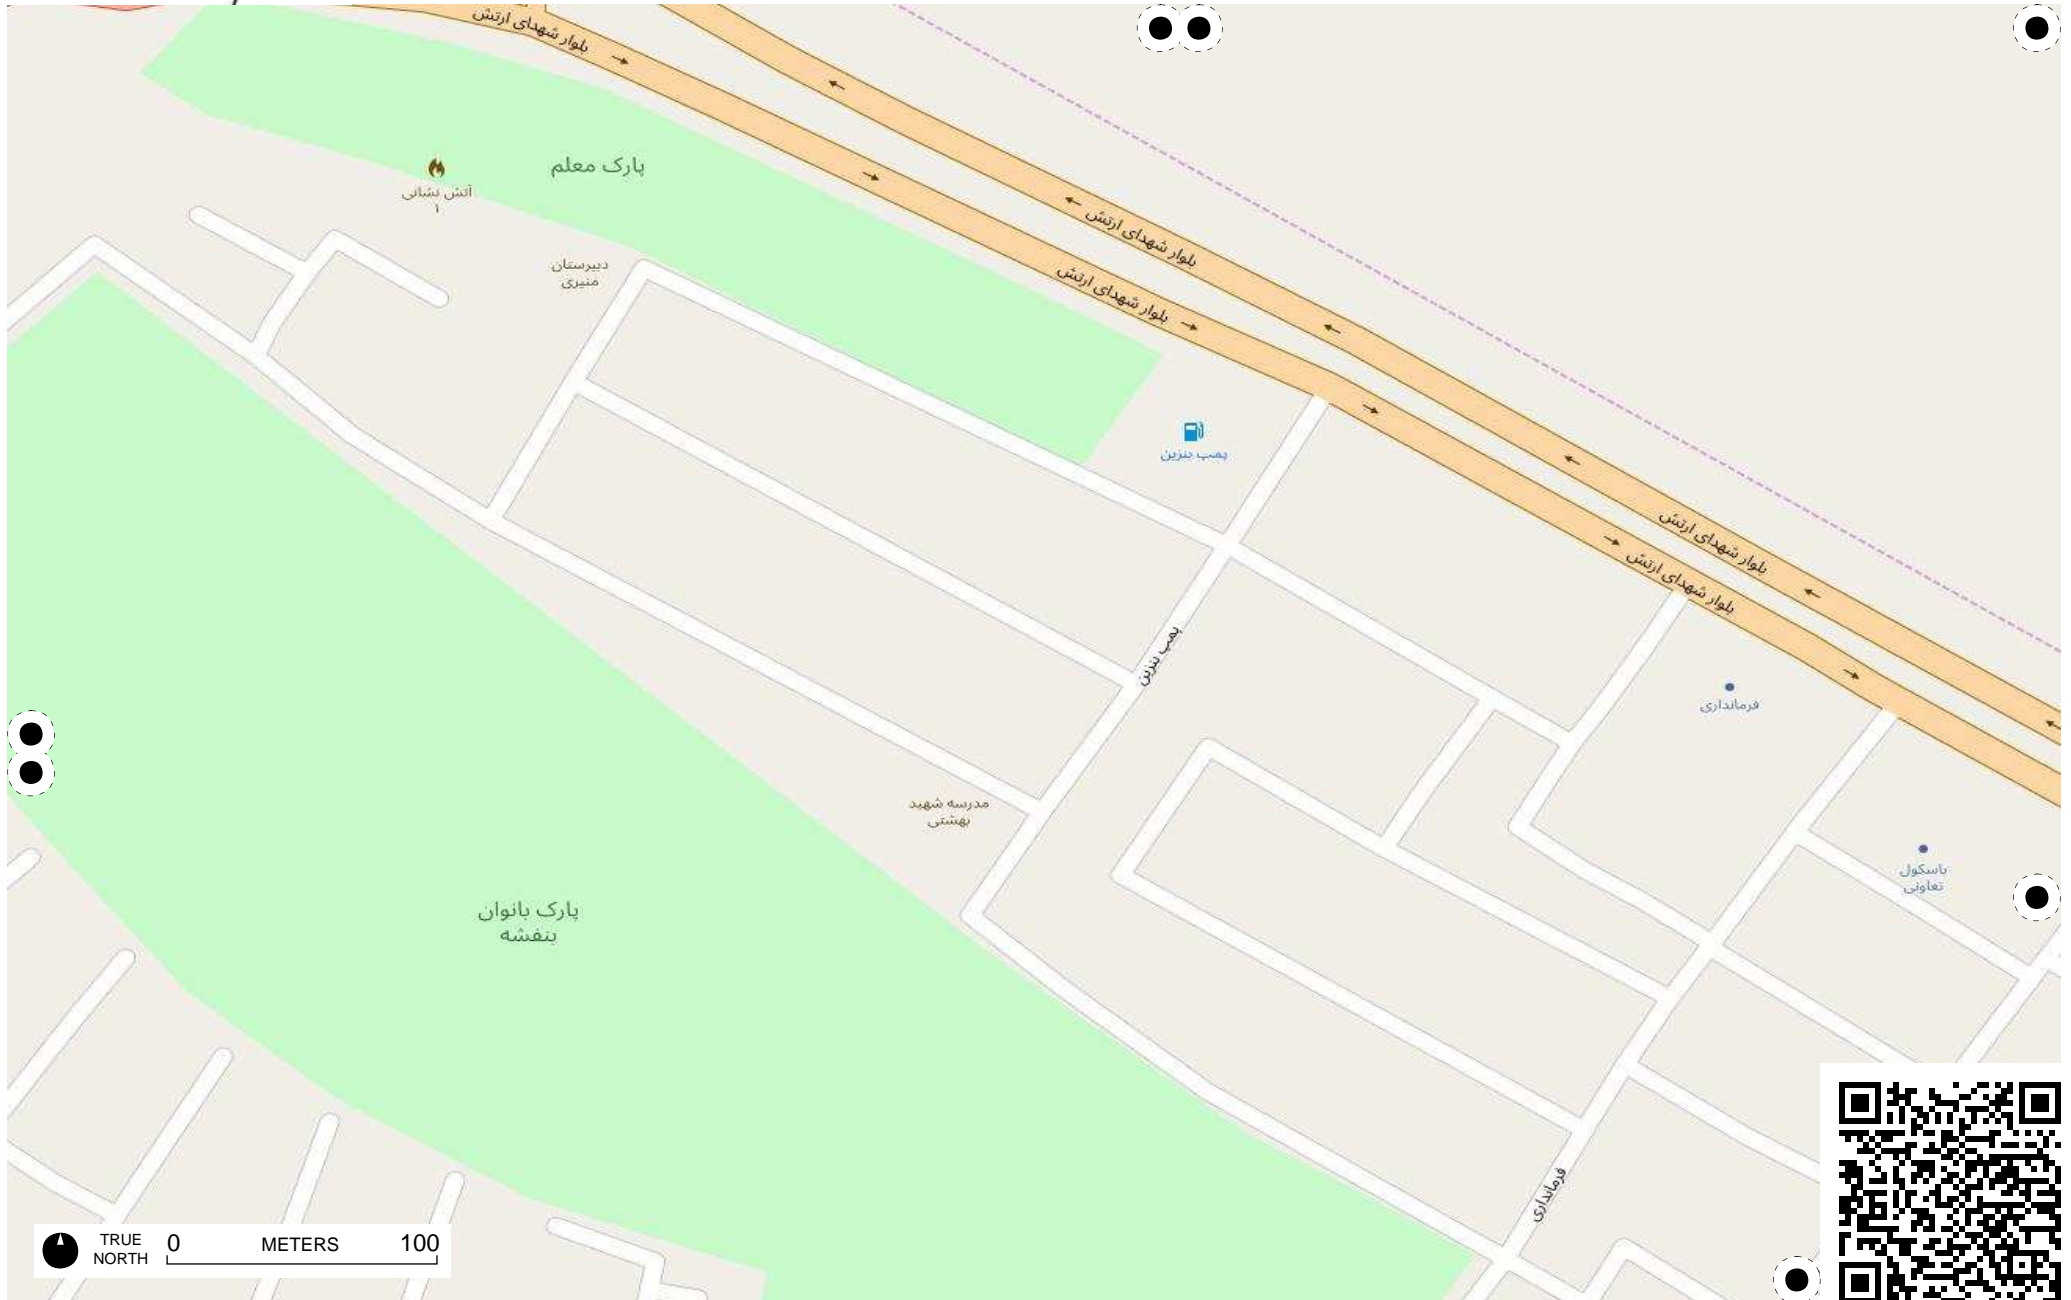 بلوار شهدای ارتش
پارک معلم
آتش نشانی
۱
بلوار شهدای ارتش
دبیرستان
منیری
بلوار شهدای ارتش
پمپ بنزین
بلوار شهدای ارتش
بلوار شهدای ارتش
پمپ بنزین
فرمانداری
مدرسه شهید
بهشتی
باسکول
تعاونی
پارک بانوان
بنفشه
فرمانداری
TRUE
NORTH
0 METERS 100